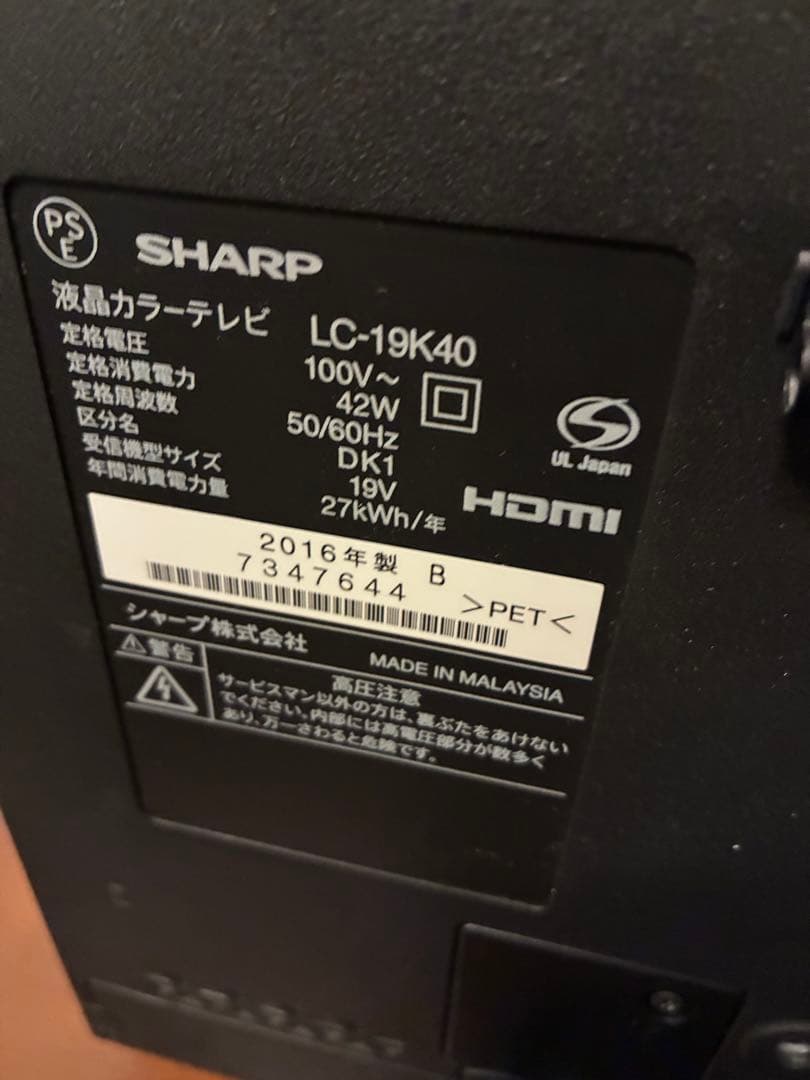 PS
E
SHARP
液晶カラーテレビ LC-19K40
定格電圧 100V～
定格消費電力 42W
定格周波数 50/60Hz
区分名 DK1
受信機型サイズ 19V
年間消費電力量 27kWh/年
UL Japan
HDMI
2016年製 B
7347644
>PET<
シャープ株式会社
MADE IN MALAYSIA
警告
高圧注意
サービスマン以外の方は、裏ぶたをあけない
でください。内部には高電圧部分が数多く
あり、万一さわると危険です。